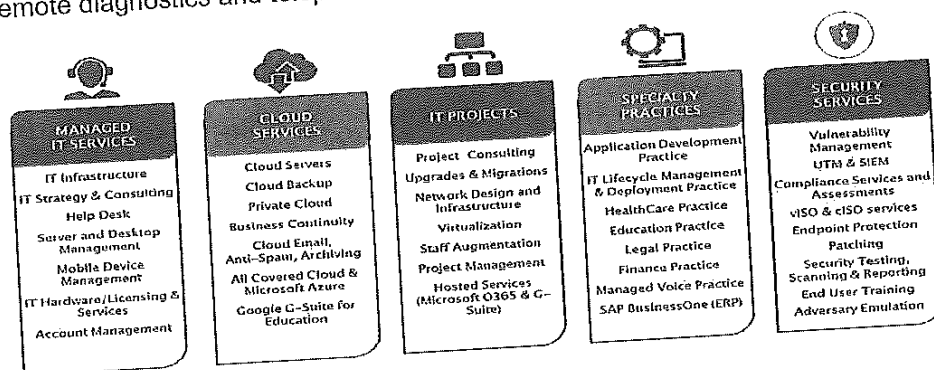 emote diagnostics and
MANAGED
IT SERVICES
IT Infrastructure
IT Strategy & Consulting
Help Desk
Server and Desktop
Management
Mobile Device
Management
IT Hardware/Licensing &
Services
Account Management
CLOUD
SERVICES
Cloud Servers
Cloud Backup
Private Cloud
Business Continuity
Cloud Email,
Anti-Spam, Archiving
All Covered Cloud &
Microsoft Azure
Google G-Suite for
Education
IT PROJECTS
Project Consulting
Upgrades & Migrations
Network Design and
Infrastructure
Virtualization
Staff Augmentation
Project Management
Hosted Services
(Microsoft O365 & G-
Suite)
SPECIALTY
PRACTICES
Application Development
Practice
IT Lifecycle Management
& Deployment Practice
HealthCare Practice
Education Practice
Legal Practice
Finance Practice
Managed Voice Practice
SAP BusinessOne (ERP)
SECURITY
SERVICES
Vulnerability
Management
UTM & SIEM
Compliance Services and
Assessments
vISO & cISO services
Endpoint Protection
Patching
Security Testing,
Scanning & Reporting
End User Training
Adversary Emulation